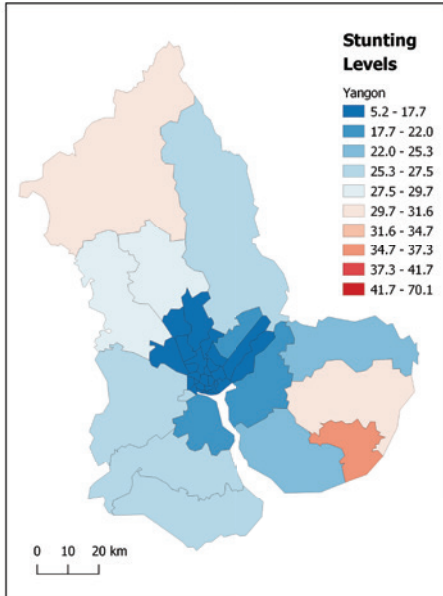 Stunting
Levels
Yangon
5.2 - 17.7
17.7 - 22.0
22.0 - 25.3
25.3 - 27.5
27.5 - 29.7
29.7 - 31.6
31.6 - 34.7
34.7 - 37.3
37.3 - 41.7
41.7 - 70.1
0 10 20 km